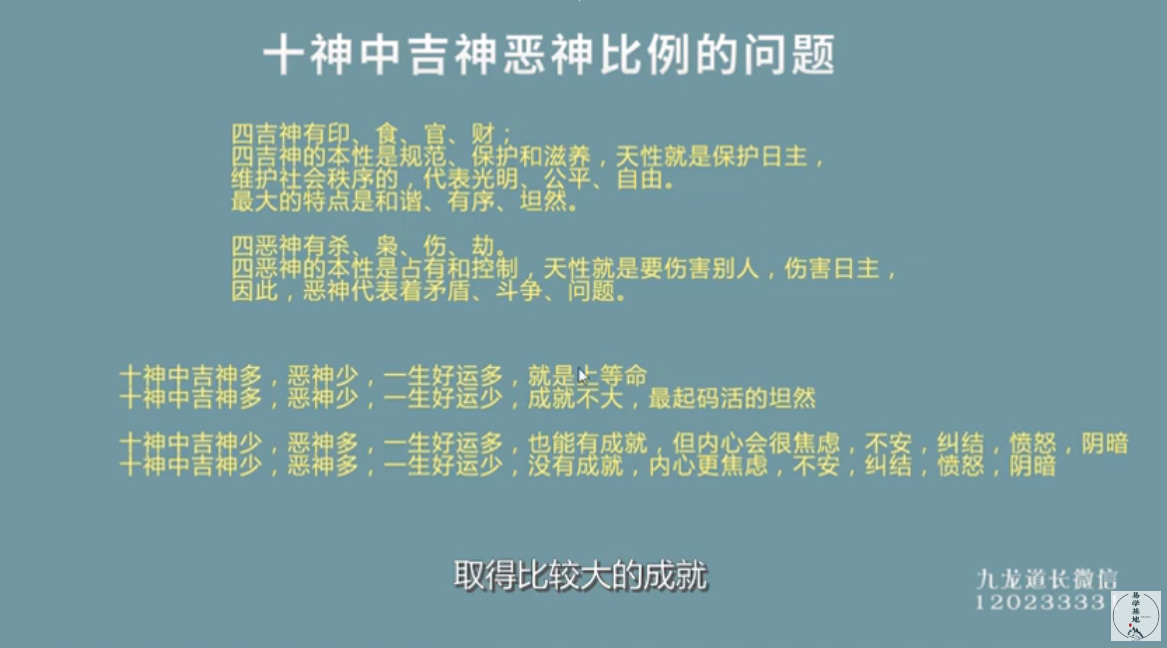 十神中吉神恶神比例的问题
四吉神有印、食、官、财；
四吉神的本性是规范、保护和滋养，天性就是保护日主，
维护社会秩序的，代表光明、公平、自由。
最大的特点是和谐、有序、坦然。
四恶神有杀、枭、伤、劫。
四恶神的本性是占有和控制，天性就是要伤害别人，伤害日主，
因此，恶神代表着矛盾、斗争、问题。
十神中吉神多，恶神少，一生好运多，就是上等命
十神中吉神多，恶神少，一生好运少，成就不大，最起码活的坦然
十神中吉神少，恶神多，一生好运多，也能有成就，但内心会很焦虑，不安，纠结，愤怒，阴暗
十神中吉神少，恶神多，一生好运少，没有成就，内心更焦虑，不安，纠结，愤怒，阴暗
取得比较大的成就
九龙道长微信
12023333
易学基地